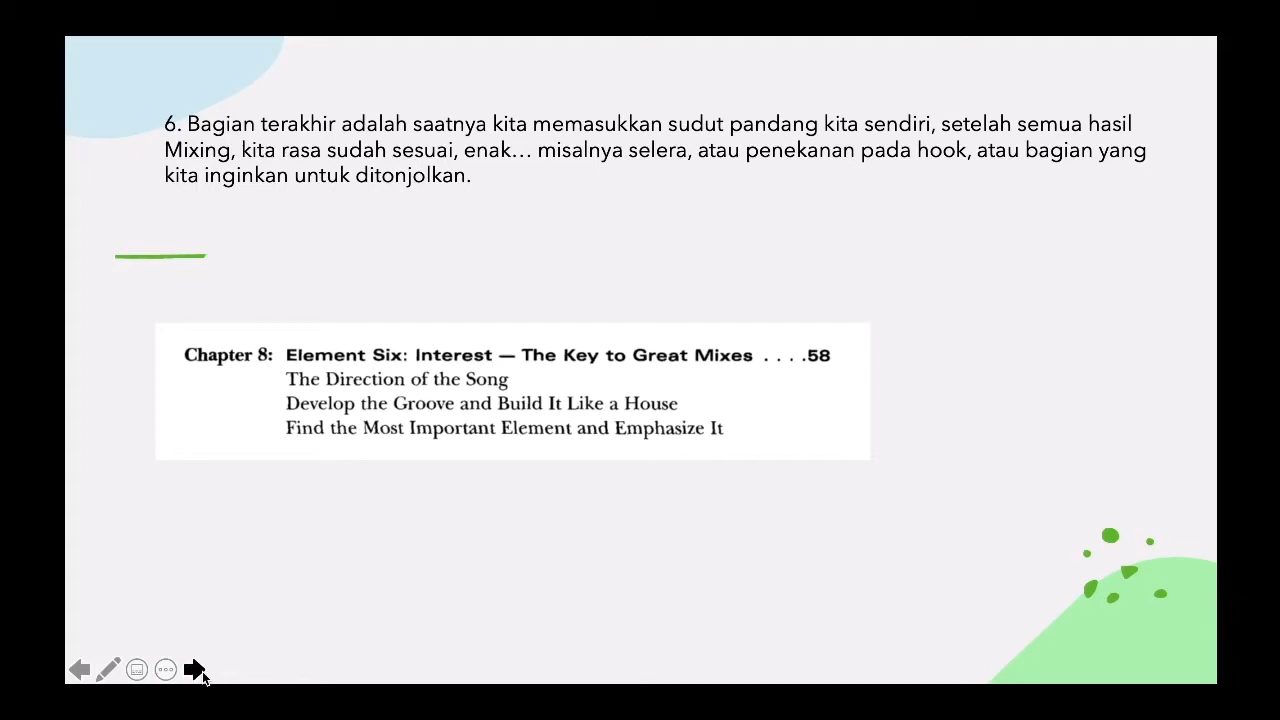 6. Bagian terakhir adalah saatnya kita memasukkan sudut pandang kita sendiri, setelah semua hasil
Mixing, kita rasa sudah sesuai, enak… misalnya selera, atau penekanan pada hook, atau bagian yang
kita inginkan untuk ditonjolkan.
Chapter 8: Element Six: Interest — The Key to Great Mixes . . . .58
The Direction of the Song
Develop the Groove and Build It Like a House
Find the Most Important Element and Emphasize It